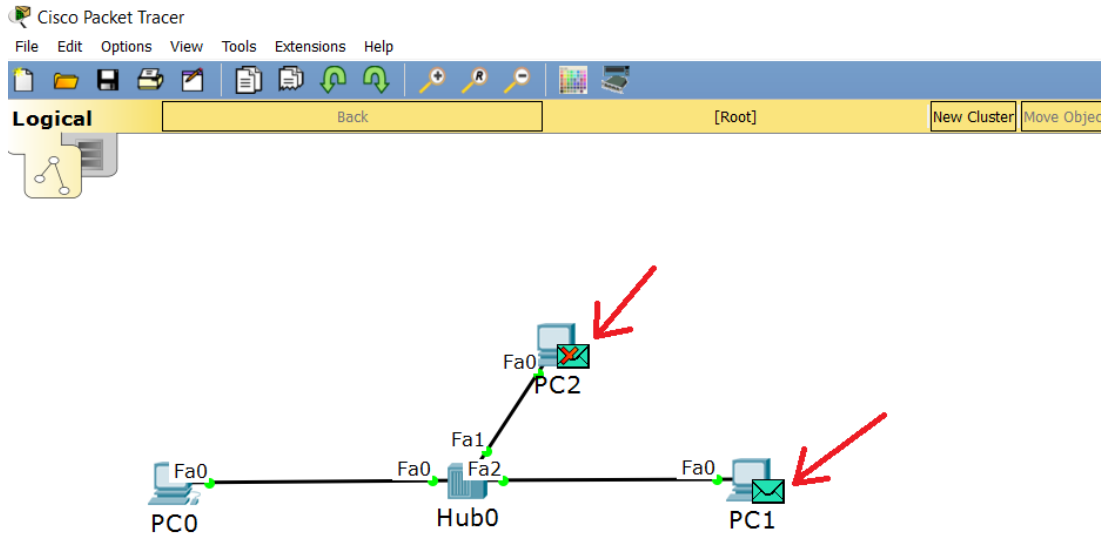 Cisco Packet Tracer
File Edit Options View Tools Extensions Help
R
Logical Back [Root] New Cluster Move Objec
Fa0
PC2
Fa1
Fa0 Fa0 Fa2 Fa0
PC0 Hub0 PC1